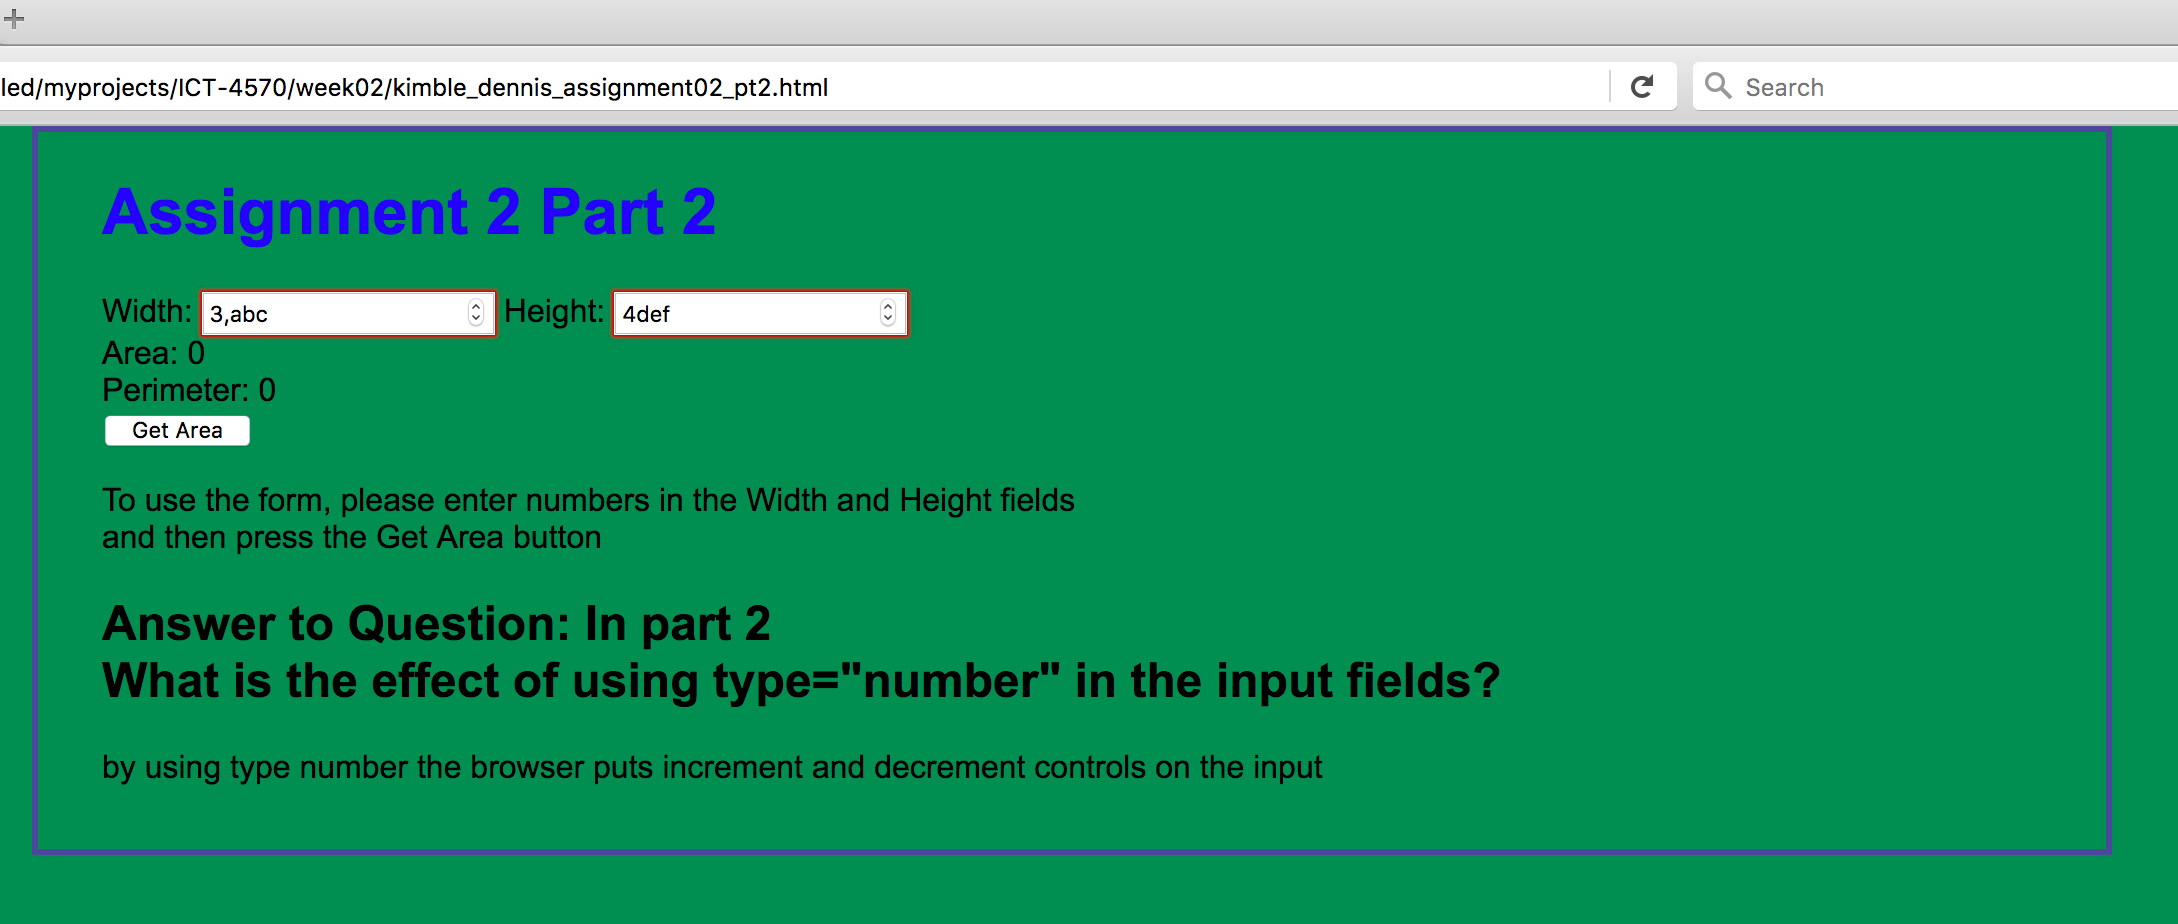 led/myprojects/ICT-4570/week02/kimble_dennis_assignment02_pt2.html Search
Assignment 2 Part 2
Width: 3,abc Height: 4def
Area: 0
Perimeter: 0
Get Area
To use the form, please enter numbers in the Width and Height fields
and then press the Get Area button
Answer to Question: In part 2
What is the effect of using type="number" in the input fields?
by using type number the browser puts increment and decrement controls on the input